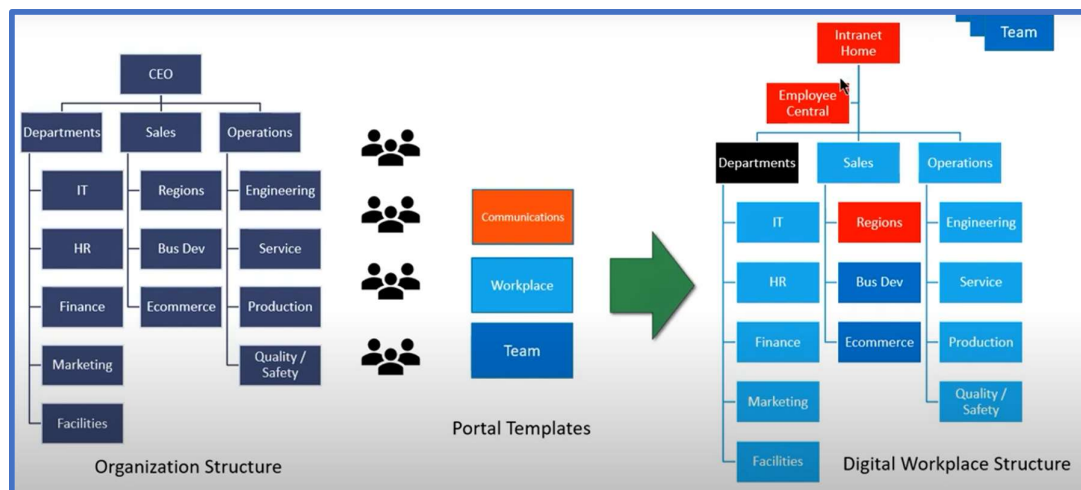 CEO
Departments
Sales
Operations
IT
Regions
Engineering
HR
Bus Dev
Service
Finance
Ecommerce
Production
Marketing
Quality /
Safety
Facilities
Organization Structure
Communications
Workplace
Team
Portal Templates
Intranet
Home
Team
Employee
Central
Departments
Sales
Operations
IT
Regions
Engineering
HR
Bus Dev
Service
Finance
Ecommerce
Production
Marketing
Quality /
Safety
Facilities
Digital Workplace Structure